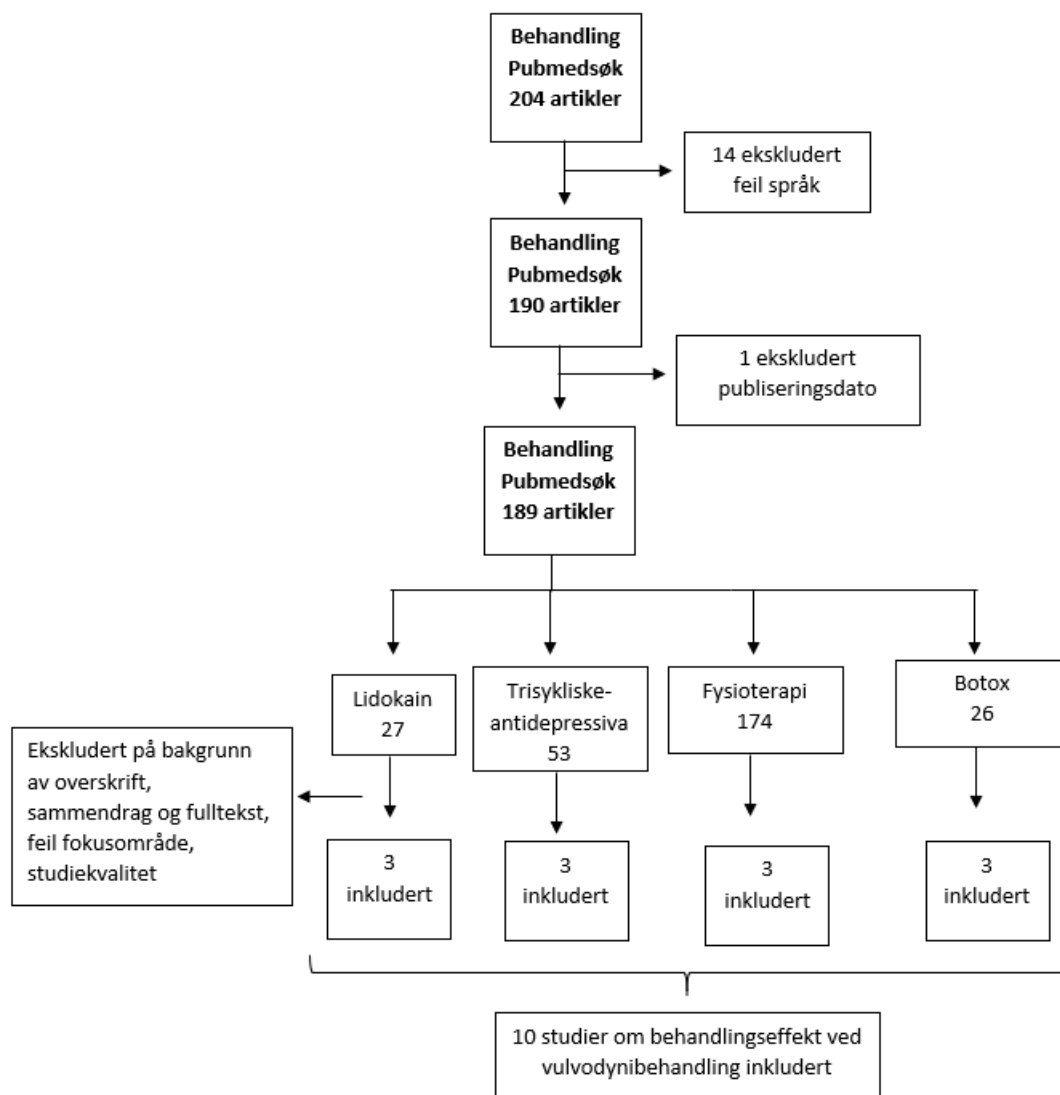 Behandling
Pubmedsøk
204 artikler
14 ekskludert
feil språk
Behandling
Pubmedsøk
190 artikler
1 ekskludert
publiseringsdato
Behandling
Pubmedsøk
189 artikler
Lidokain
27
Trisykliske-
antidepressiva
53
Fysioterapi
174
Botox
26
Ekskludert på bakgrunn
av overskrift,
sammendrag og fulltekst,
feil fokusområde,
studiekvalitet
3
inkludert
3
inkludert
3
inkludert
3
inkludert
10 studier om behandlingseffekt ved
vulvodynibehandling inkludert